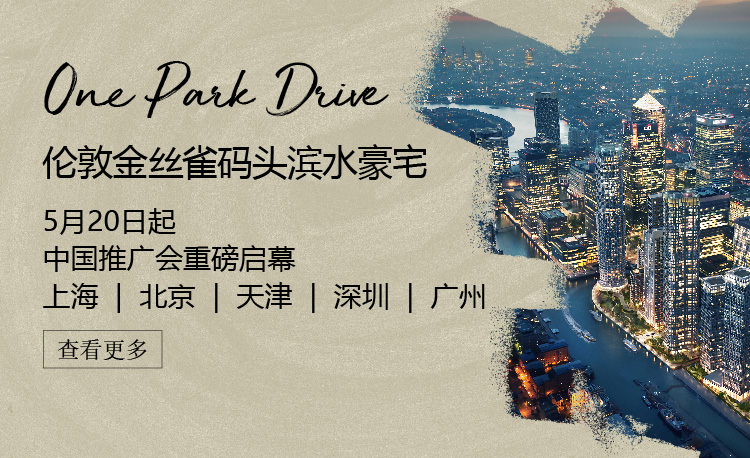 One Park Drive
伦敦金丝雀码头滨水豪宅
5月20日起
中国推广会重磅启幕
上海 | 北京 | 天津 | 深圳 | 广州
查看更多